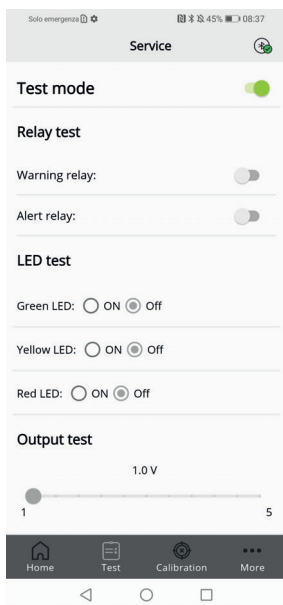 Solo emergenza 45% 08:37
Service
Test mode
Relay test
Warning relay:
Alert relay:
LED test
Green LED: ON Off
Yellow LED: ON Off
Red LED: ON Off
Output test
1.0 V
1 5
Home Test Calibration More